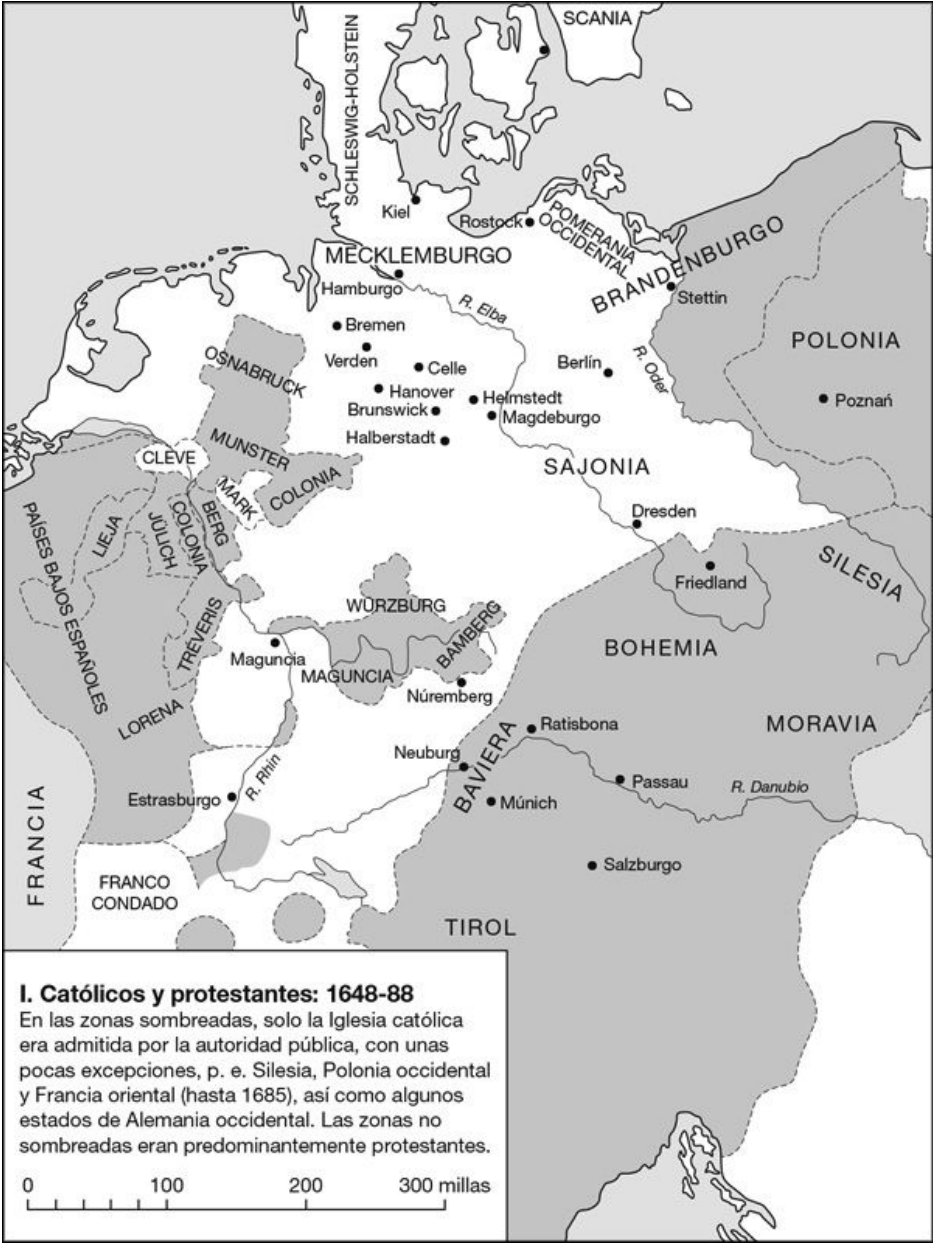 SCANIA
SCHLESWIG-HOLSTEIN
Kiel
Rostock
POMERANIA
OCCIDENTAL
MECKLEMBURGO
BRANDENBURGO
Hamburgo
R. Elba
Stettin
Bremen
OSNABRUCK
Verden
Celle
Berlín
R. Oder
POLONIA
Hanover
Helmstedt
Poznań
Brunswick
Magdeburgo
Halberstadt
MUNSTER
CLEVE
SAJONIA
MARK
COLONIA
PAÍSES BAJOS ESPAÑOLES
LIEJA
JÜLICH
COLONIA
BERG
Dresden
SILESIA
Friedland
TRÉVERIS
WÜRZBURG
BOHEMIA
Maguncia
MAGUNCIA
BAMBERG
Núremberg
LORENA
Ratisbona
MORAVIA
Neuburg
BAVIERA
R. Rhin
Passau
R. Danubio
Estrasburgo
Múnich
FRANCIA
Salzburgo
FRANCO
CONDADO
TIROL
I. Católicos y protestantes: 1648-88
En las zonas sombreadas, solo la Iglesia católica
era admitida por la autoridad pública, con unas
pocas excepciones, p. e. Silesia, Polonia occidental
y Francia oriental (hasta 1685), así como algunos
estados de Alemania occidental. Las zonas no
sombreadas eran predominantemente protestantes.
0 100 200 300 millas